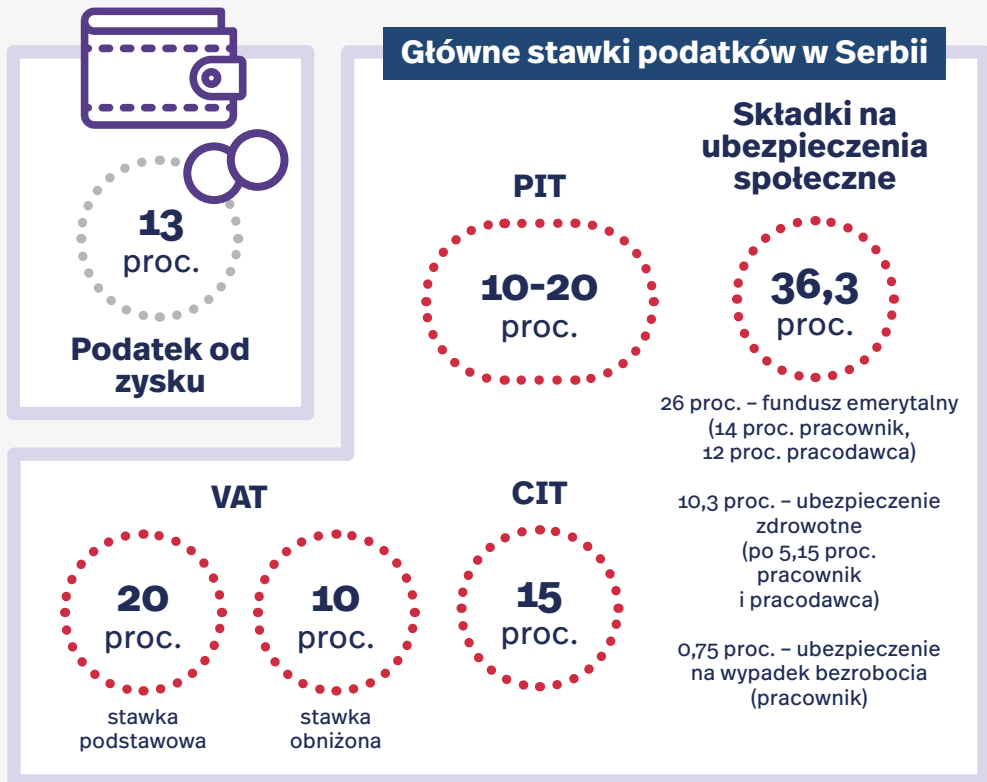 Główne stawki podatków w Serbii
13
proc.
Podatek od
zysku
PIT
10-20
proc.
Składki na
ubezpieczenia
społeczne
36,3
proc.
26 proc. – fundusz emerytalny
(14 proc. pracownik,
12 proc. pracodawca)
10,3 proc. – ubezpieczenie
zdrowotne
(po 5,15 proc.
pracownik
i pracodawca)
0,75 proc. – ubezpieczenie
na wypadek bezrobocia
(pracownik)
VAT
20
proc.
stawka
podstawowa
10
proc.
stawka
obniżona
CIT
15
proc.